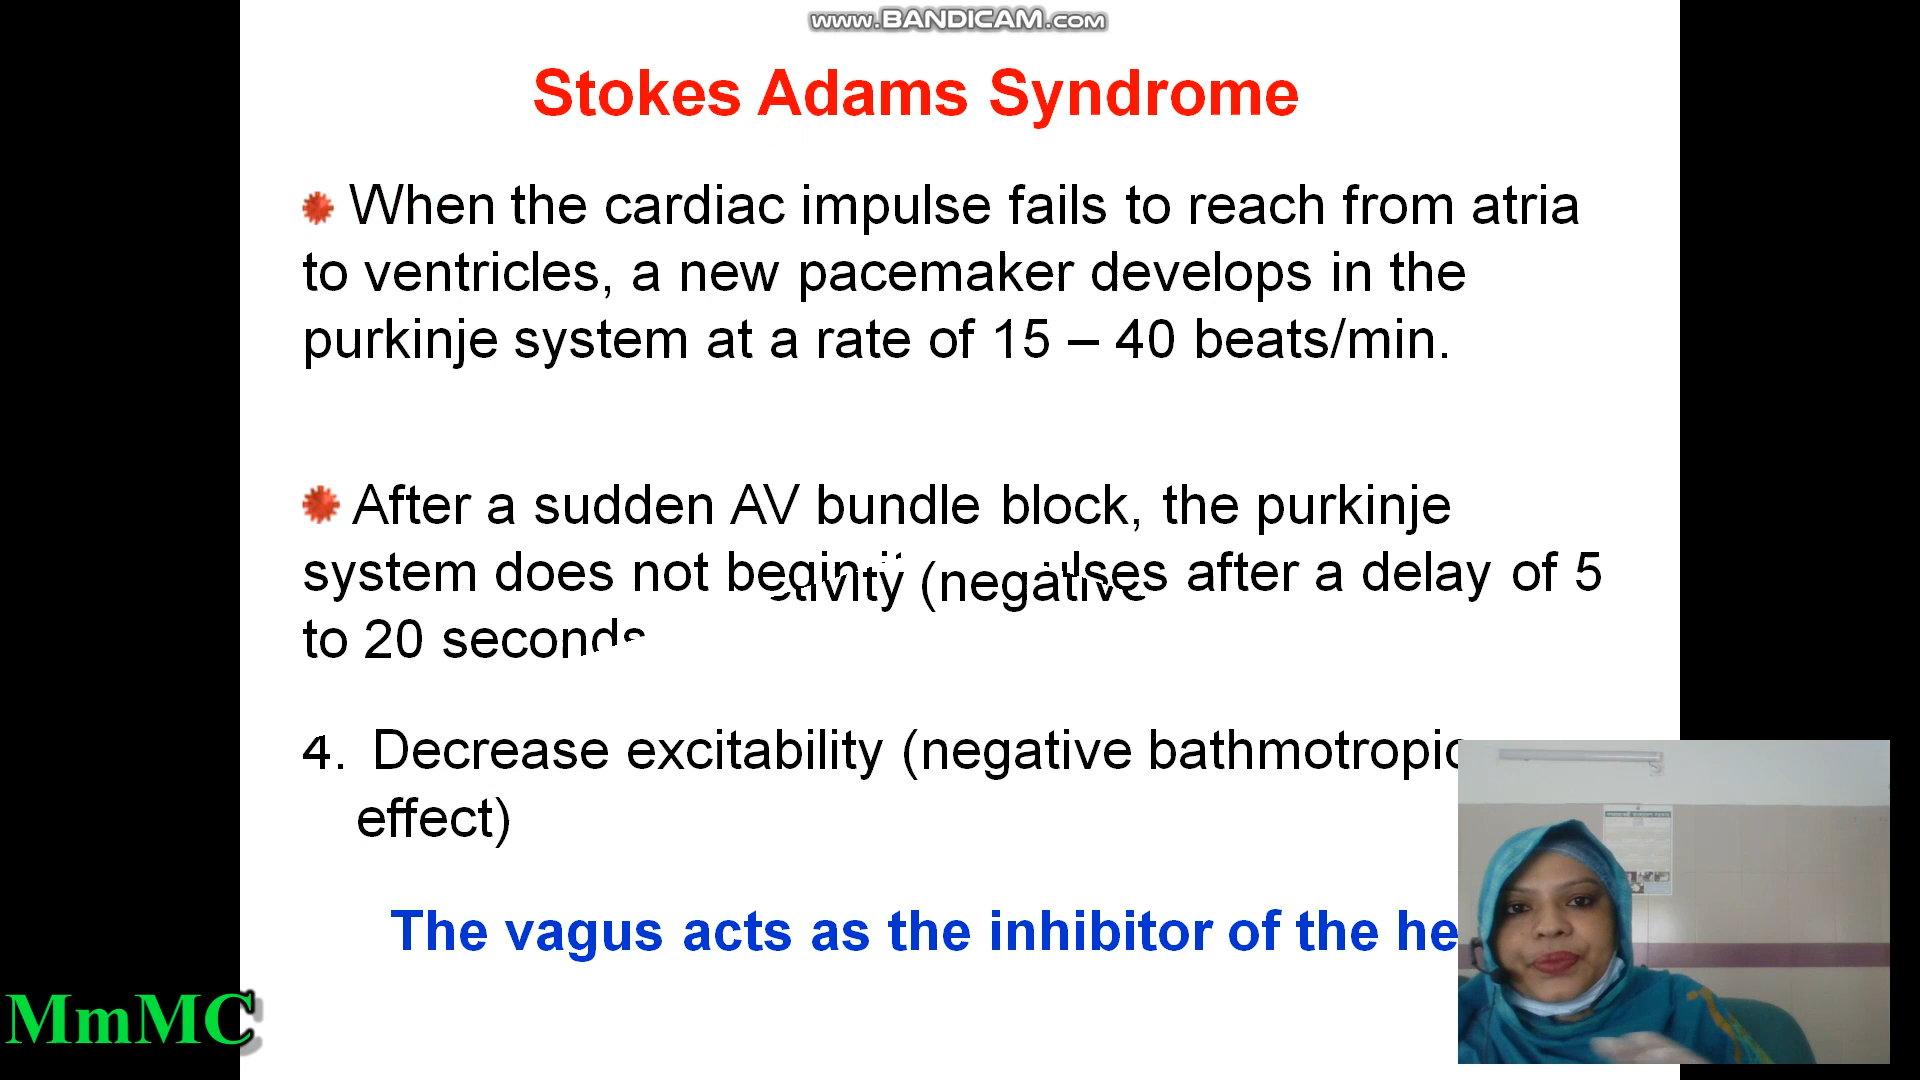 www.BANDICAM.com
Stokes Adams Syndrome
When the cardiac impulse fails to reach from atria
to ventricles, a new pacemaker develops in the
purkinje system at a rate of 15 – 40 beats/min.
After a sudden AV bundle block, the purkinje
system does not begin after a delay of 5
(negative
to 20 seconds
4. Decrease excitability (negative bathmotropic
effect)
The vagus acts as the inhibitor of the he
MmMC